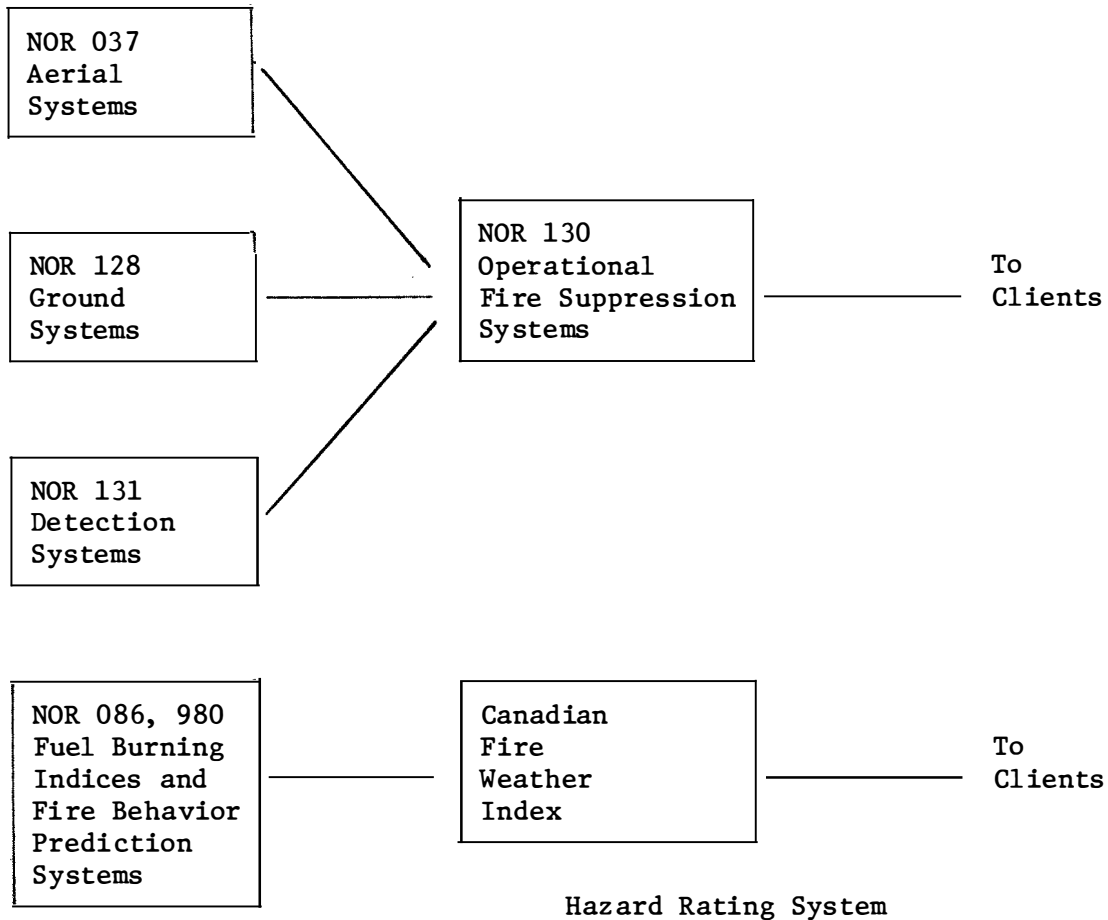 NOR 037
Aerial
Systems
NOR 128
Ground
Systems
NOR 131
Detection
Systems
NOR 130
Operational
Fire Suppression
Systems
To
Clients
NOR 086, 980
Fuel Burning
Indices and
Fire Behavior
Prediction
Systems
Canadian
Fire
Weather
Index
To
Clients
Hazard Rating System